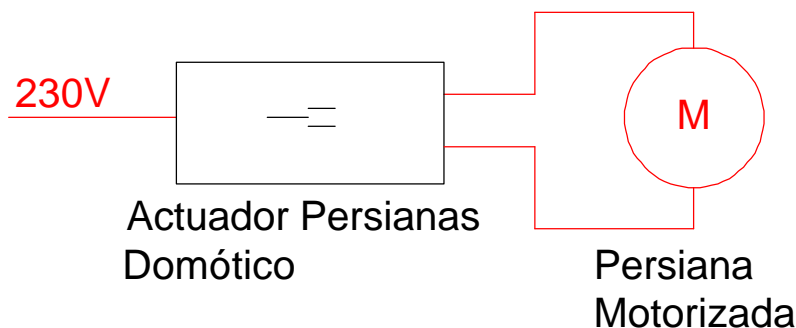 230V
M
Actuador Persianas
Domótico
Persiana
Motorizada